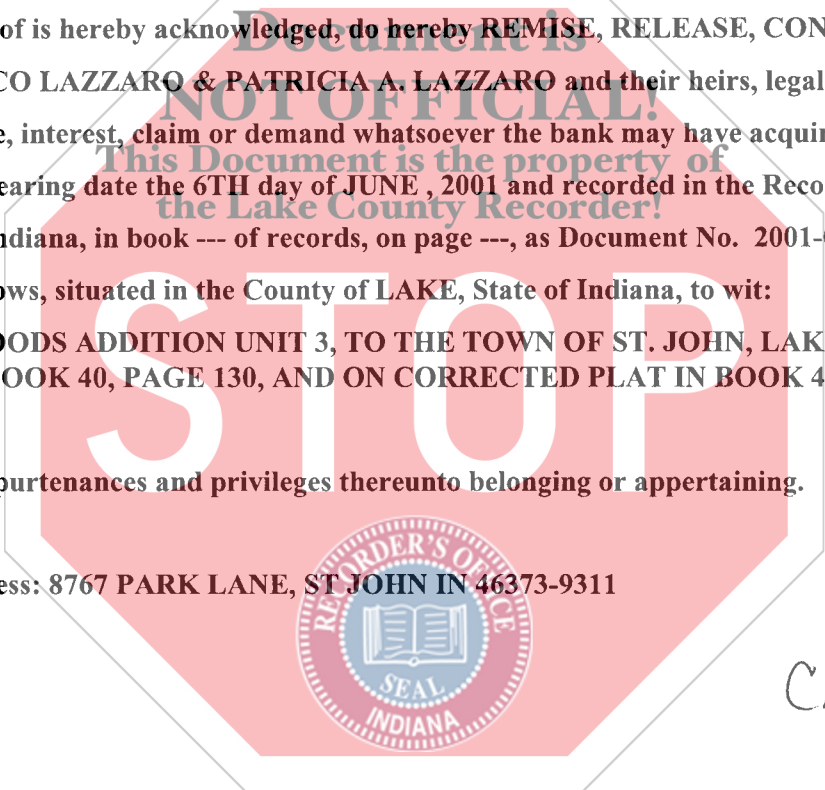 Document is
of is hereby acknowledged, do hereby REMISE, RELEASE, CON
CO LAZZARO & PATRICIA A. LAZZARO and their heirs, legal
NOT OFFICIAL!
e, interest, claim or demand whatsoever the bank may have acquir
This Document is the property of
earing date the 6TH day of JUNE , 2001 and recorded in the Reco
the Lake County Recorder!
ndiana, in book --- of records, on page ---, as Document No. 2001-
ows, situated in the County of LAKE, State of Indiana, to wit:
OODS ADDITION UNIT 3, TO THE TOWN OF ST. JOHN, LAK
OOK 40, PAGE 130, AND ON CORRECTED PLAT IN BOOK 4
STOP
purtenances and privileges thereunto belonging or appertaining.
ess: 8767 PARK LANE, ST JOHN IN 46373-9311
RECORDER'S OFFICE
SEAL
INDIANA